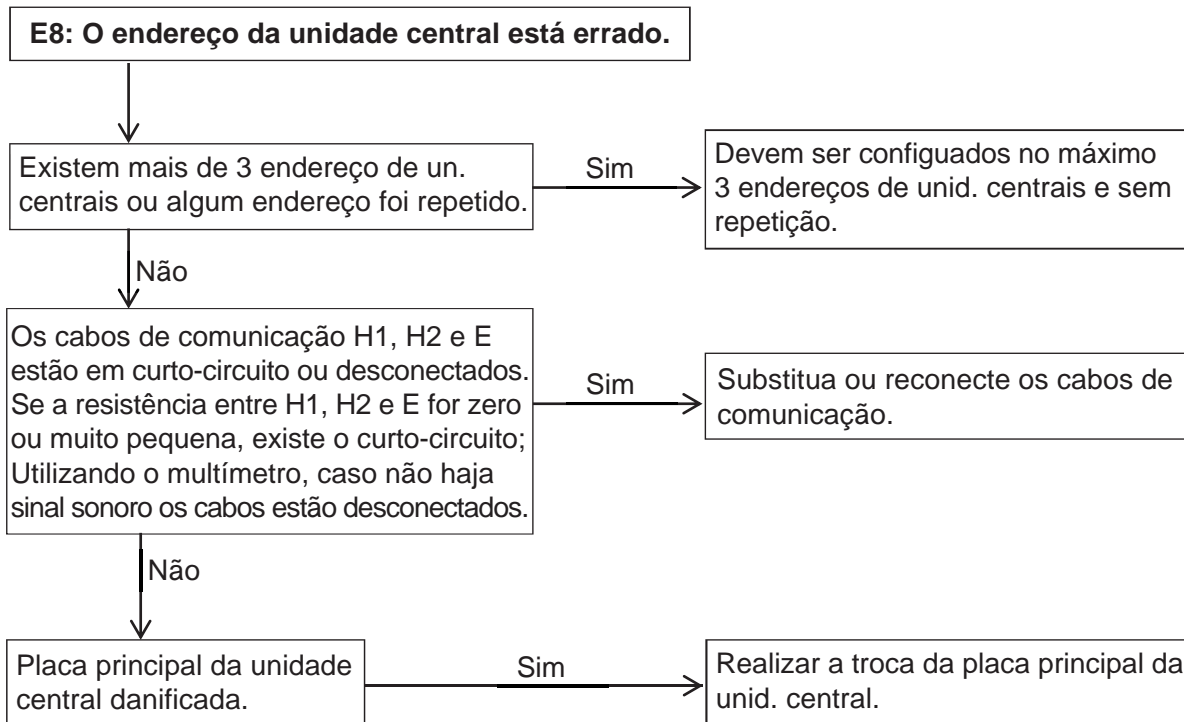 E8: O endereço da unidade central está errado.
Existem mais de 3 endereço de un.
centrais ou algum endereço foi repetido.
Sim
Devem ser configuados no máximo
3 endereços de unid. centrais e sem
repetição.
Não
Os cabos de comunicação H1, H2 e E
estão em curto-circuito ou desconectados.
Se a resistência entre H1, H2 e E for zero
ou muito pequena, existe o curto-circuito;
Utilizando o multímetro, caso não haja
sinal sonoro os cabos estão desconectados.
Sim
Substitua ou reconecte os cabos de
comunicação.
Não
Placa principal da unidade
central danificada.
Sim
Realizar a troca da placa principal da
unid. central.